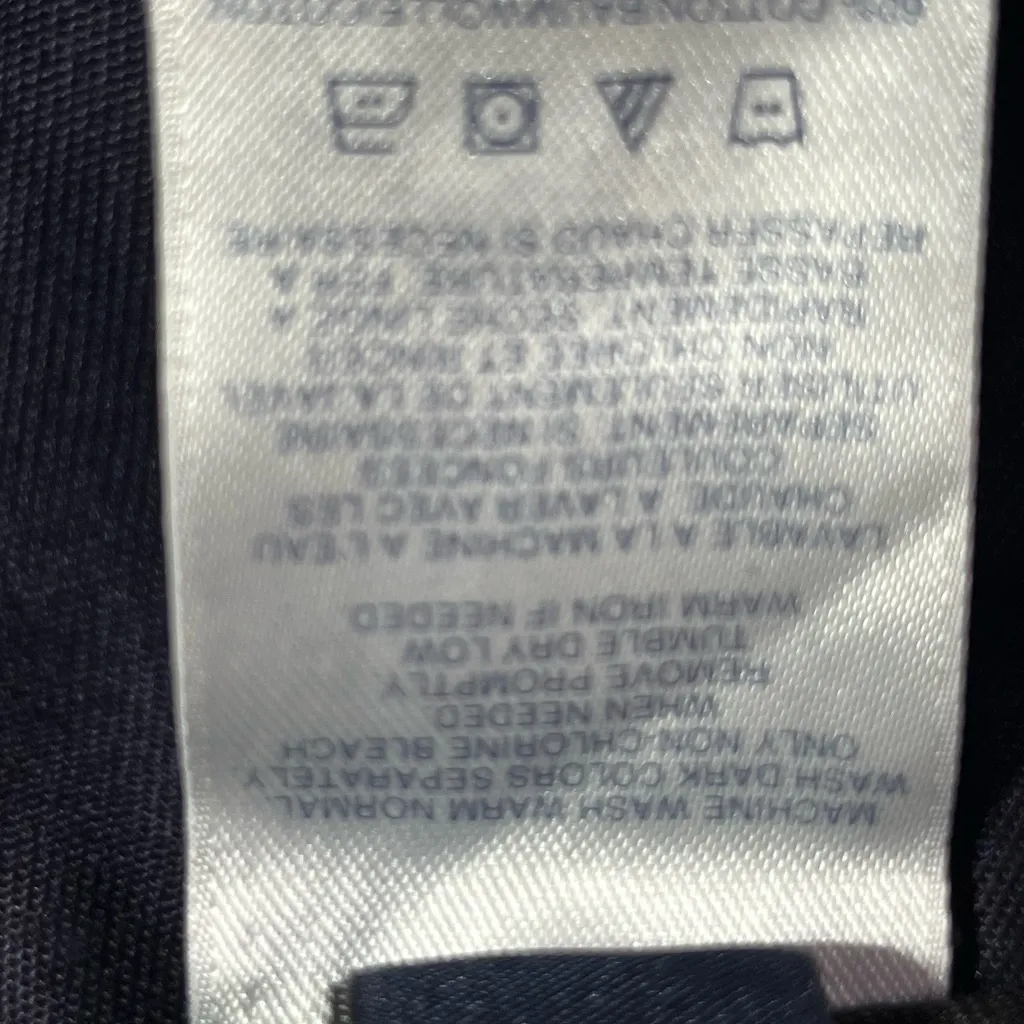 MACHINE WASH WARM NORMAL
WASH DARK COLORS SEPARATELY
ONLY NON-CHLORINE BLEACH
WHEN NEEDED
REMOVE PROMPTLY
TUMBLE DRY LOW
WARM IRON IF NEEDED
LAVABLE A LA MACHINE A L'EAU
CHAUDE. A LAVER AVEC LES
COULEURS FONCEES
SEPAREMENT SI NECESSAIRE
UTILISER SEULEMENT DE LA JAVEL
NON CHLOREE ET RINCER
RAPIDEMENT. SECHE LINGE A
BASSE TEMPERATURE. FER A
REPASSER CHAUD SI NECESSAIRE
COTTON